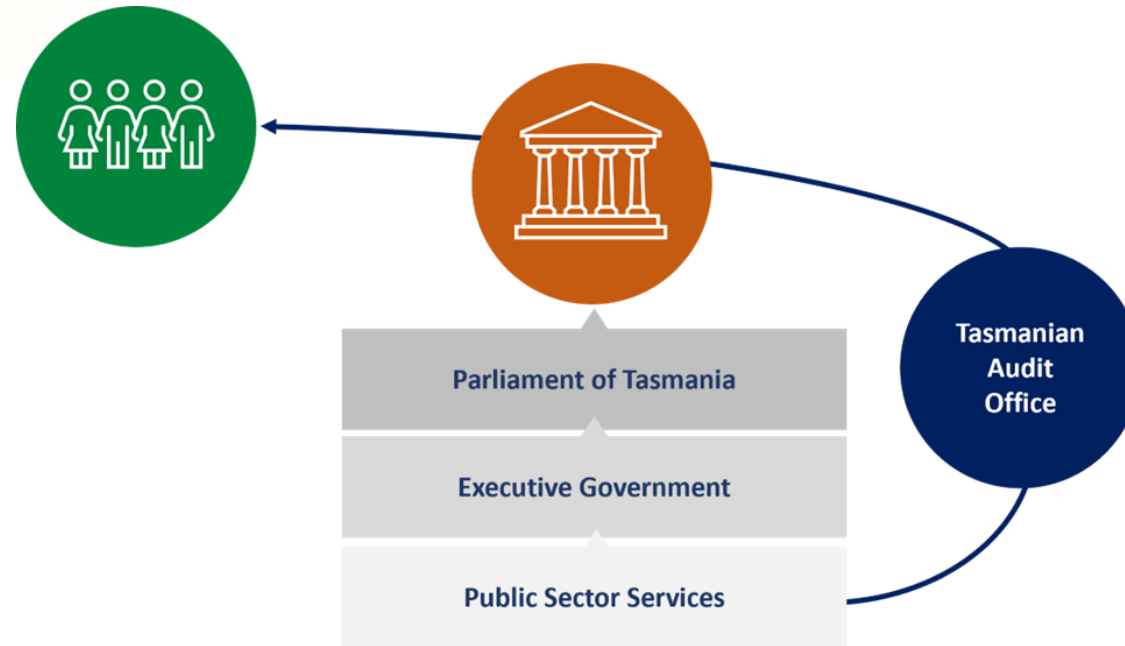 Tasmanian
Audit
Office
Parliament of Tasmania
Executive Government
Public Sector Services